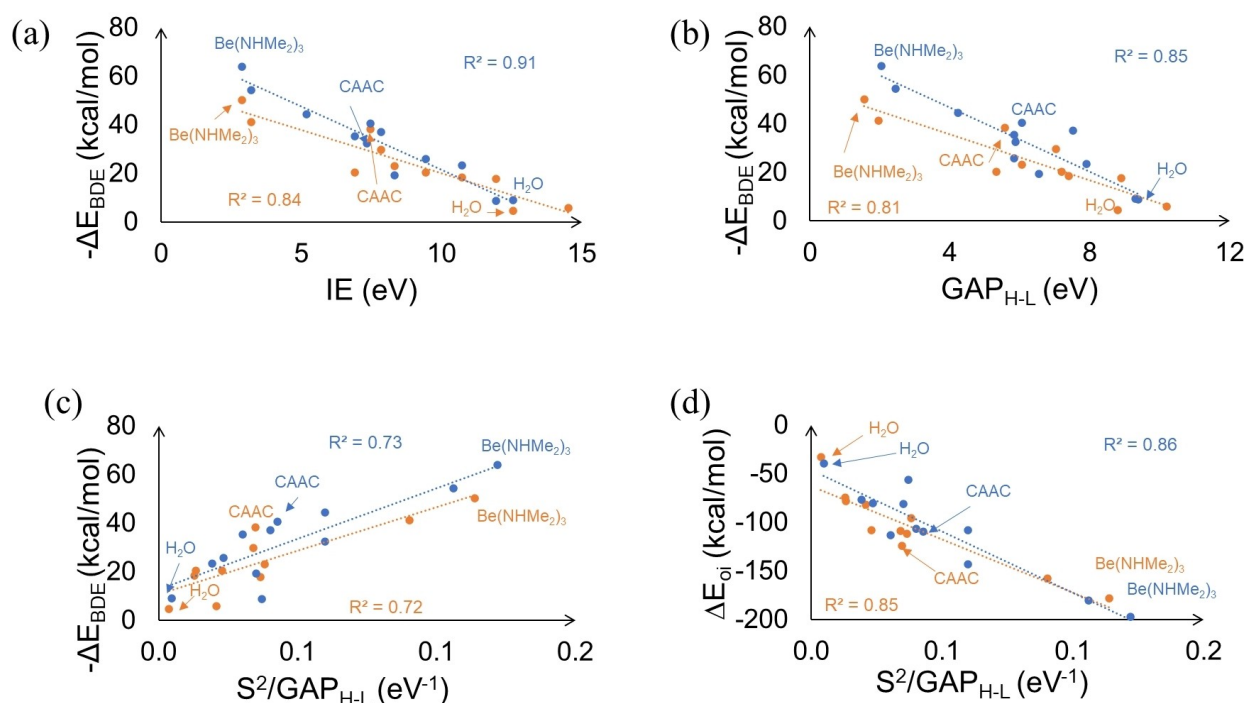 (a)
-ΔE_BDE (kcal/mol)
80
60
40
20
0
0
5
10
15
IE (eV)
Be(NHMe₂)₃
R² = 0.91
CAAC
Be(NHMe₂)₃
CAAC
R² = 0.84
H₂O
H₂O
(b)
-ΔE_BDE (kcal/mol)
80
60
40
20
0
0
4
8
12
GAP_H-L (eV)
Be(NHMe₂)₃
R² = 0.85
CAAC
CAAC
Be(NHMe₂)₃
R² = 0.81
H₂O
H₂O
(c)
-ΔE_BDE (kcal/mol)
80
60
40
20
0
0.0
0.1
0.1
0.2
S²/GAP_H-L (eV⁻¹)
R² = 0.73
Be(NHMe₂)₃
CAAC
CAAC
Be(NHMe₂)₃
H₂O
H₂O
R² = 0.72
(d)
ΔE_oi (kcal/mol)
0
-50
-100
-150
-200
0.0
0.1
0.1
0.2
S²/GAP_H-L (eV⁻¹)
H₂O
H₂O
R² = 0.86
CAAC
CAAC
Be(NHMe₂)₃
Be(NHMe₂)₃
R² = 0.85